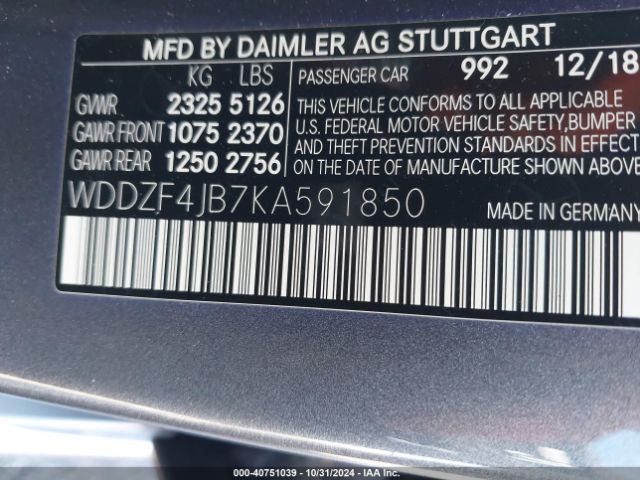 MFD BY DAIMLER AG STUTTGART
KG LBS
GVWR 2325 5126
GAWR FRONT 1075 2370
GAWR REAR 1250 2756
PASSENGER CAR 992 12/18
THIS VEHICLE CONFORMS TO ALL APPLICABLE
U.S. FEDERAL MOTOR VEHICLE SAFETY,BUMPER
AND THEFT PREVENTION STANDARDS IN EFFECT
ON THE DATE OF MANUFACTURE SHOWN ABOVE
WDDZF4JB7KA591850 MADE IN GERMANY
000-40751039 | 10/31/2024 | IAA Inc.